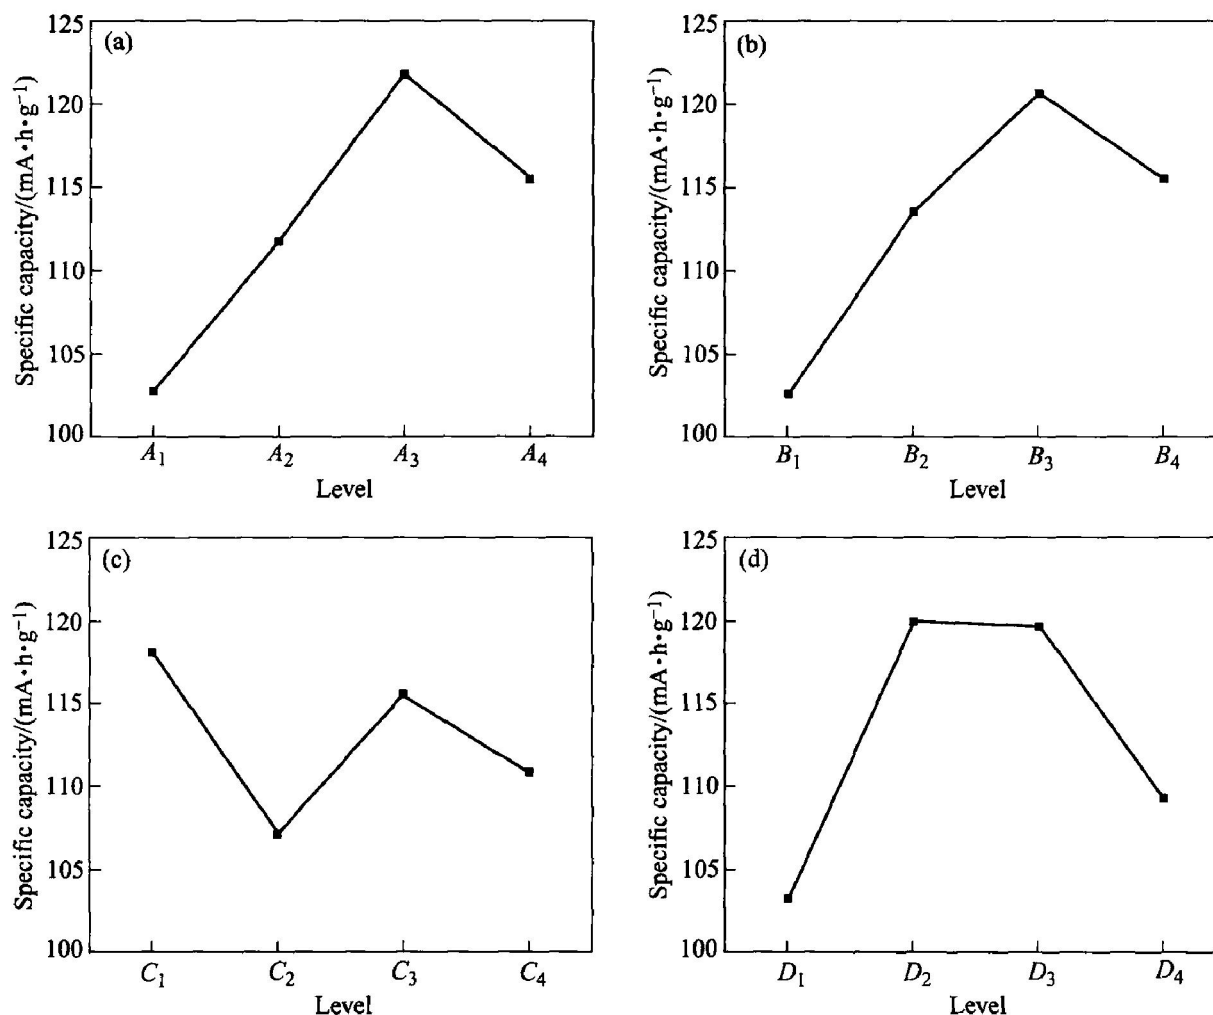 (a)
Specific capacity/(mA·h·g⁻¹)
125
120
115
110
105
100
A₁ A₂ A₃ A₄
Level
(b)
Specific capacity/(mA·h·g⁻¹)
125
120
115
110
105
100
B₁ B₂ B₃ B₄
Level
(c)
Specific capacity/(mA·h·g⁻¹)
125
120
115
110
105
100
C₁ C₂ C₃ C₄
Level
(d)
Specific capacity/(mA·h·g⁻¹)
125
120
115
110
105
100
D₁ D₂ D₃ D₄
Level